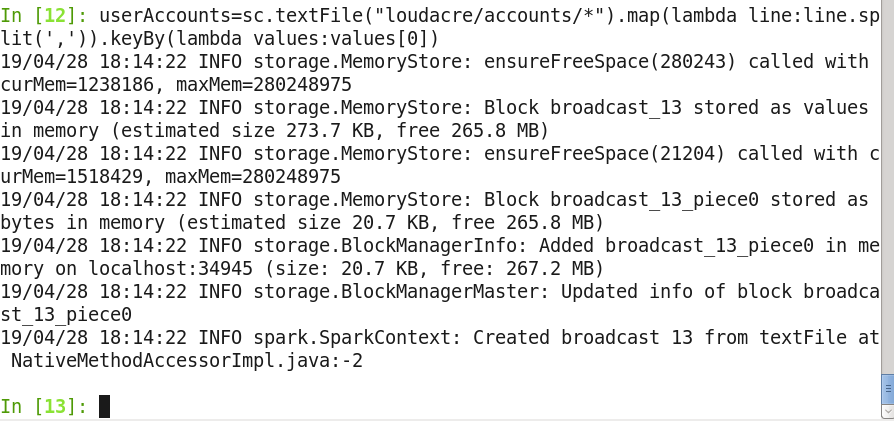 In [12]: userAccounts=sc.textFile("loudacre/accounts/*").map(lambda line:line.sp
lit(',')).keyBy(lambda values:values[0])
19/04/28 18:14:22 INFO storage.MemoryStore: ensureFreeSpace(280243) called with
curMem=1238186, maxMem=280248975
19/04/28 18:14:22 INFO storage.MemoryStore: Block broadcast_13 stored as values
in memory (estimated size 273.7 KB, free 265.8 MB)
19/04/28 18:14:22 INFO storage.MemoryStore: ensureFreeSpace(21204) called with c
urMem=1518429, maxMem=280248975
19/04/28 18:14:22 INFO storage.MemoryStore: Block broadcast_13_piece0 stored as
bytes in memory (estimated size 20.7 KB, free 265.8 MB)
19/04/28 18:14:22 INFO storage.BlockManagerInfo: Added broadcast_13_piece0 in me
mory on localhost:34945 (size: 20.7 KB, free: 267.2 MB)
19/04/28 18:14:22 INFO storage.BlockManagerMaster: Updated info of block broadca
st_13_piece0
19/04/28 18:14:22 INFO spark.SparkContext: Created broadcast 13 from textFile at
 NativeMethodAccessorImpl.java:-2
In [13]: